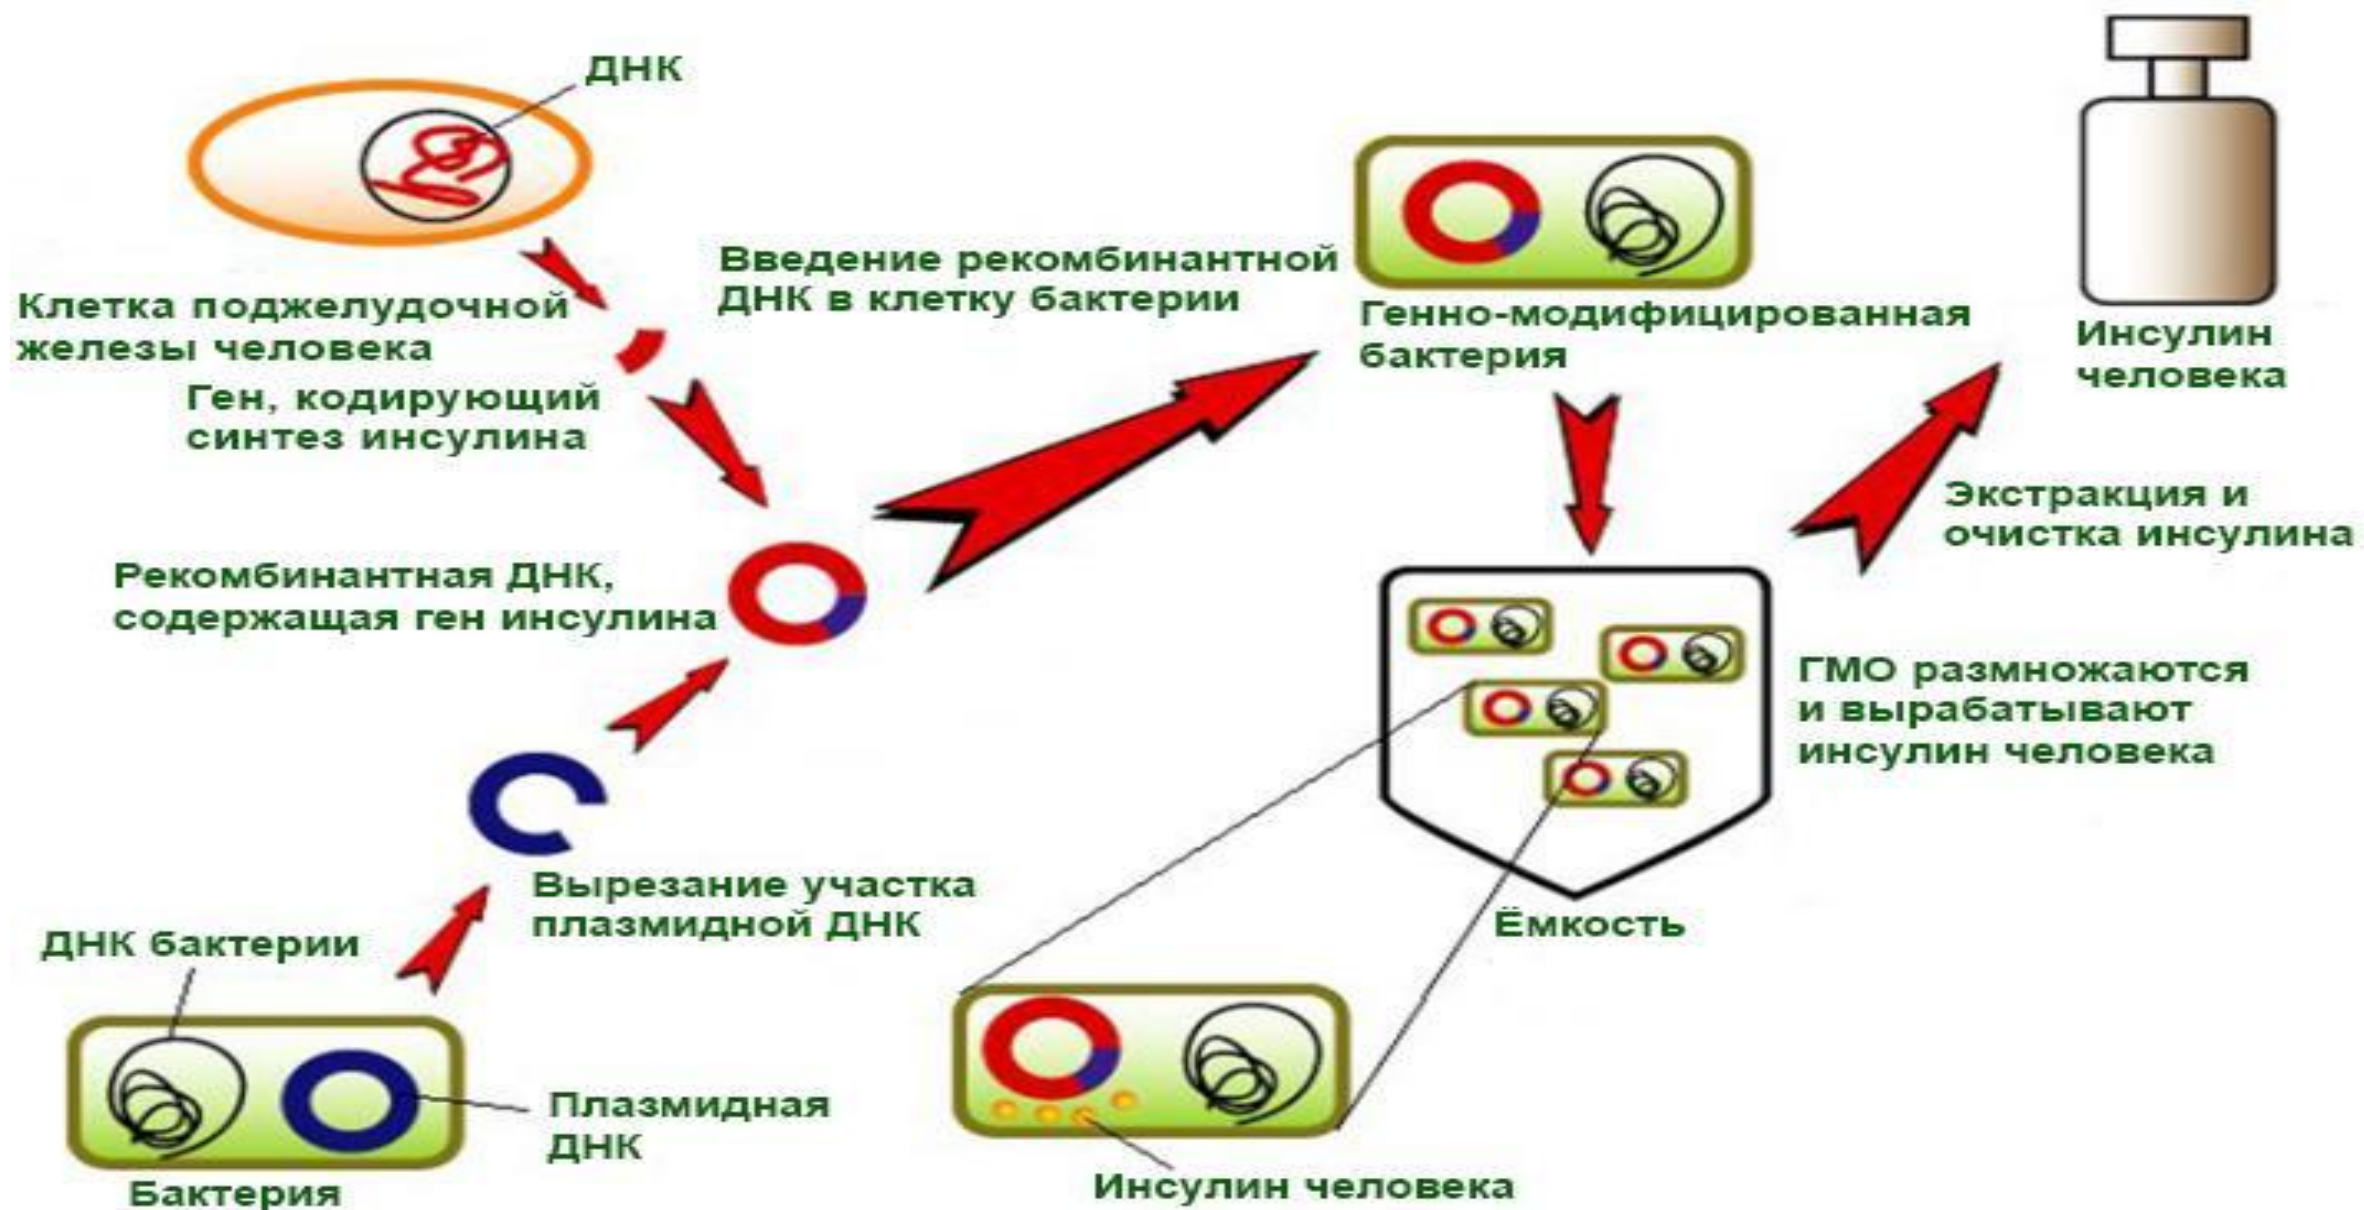 ДНК
Клетка поджелудочной
железы человека
Ген, кодирующий
синтез инсулина
Введение рекомбинантной
ДНК в клетку бактерии
Генно-модифицированная
бактерия
Инсулин
человека
Экстракция и
очистка инсулина
Рекомбинантная ДНК,
содержащая ген инсулина
ГМО размножаются
и вырабатывают
инсулин человека
Вырезание участка
плазмидной ДНК
Ёмкость
ДНК бактерии
Плазмидная
ДНК
Бактерия
Инсулин человека